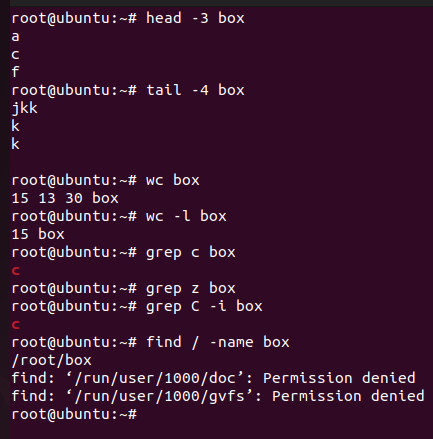 root@ubuntu:~# head -3 box
a
c
f
root@ubuntu:~# tail -4 box
jkk
k
k

root@ubuntu:~# wc box
15 13 30 box
root@ubuntu:~# wc -l box
15 box
root@ubuntu:~# grep c box
c
root@ubuntu:~# grep z box
root@ubuntu:~# grep C -i box
c
root@ubuntu:~# find / -name box
/root/box
find: ‘/run/user/1000/doc’: Permission denied
find: ‘/run/user/1000/gvfs’: Permission denied
root@ubuntu:~#